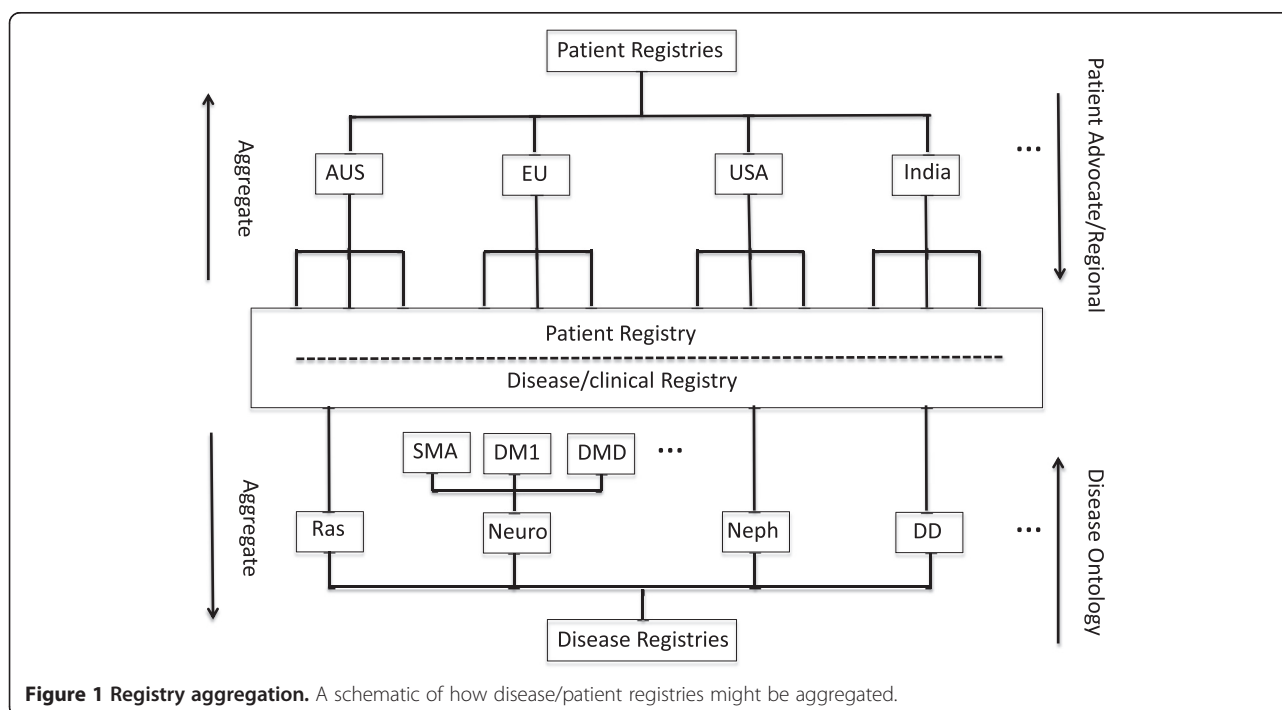 Patient Registries
Aggregate
Patient Advocate/Regional
AUS
EU
USA
India
...
Patient Registry
Disease/clinical Registry
Aggregate
Disease Ontology
SMA
DM1
DMD
...
Ras
Neuro
Neph
DD
...
Disease Registries
Figure 1 Registry aggregation. A schematic of how disease/patient registries might be aggregated.